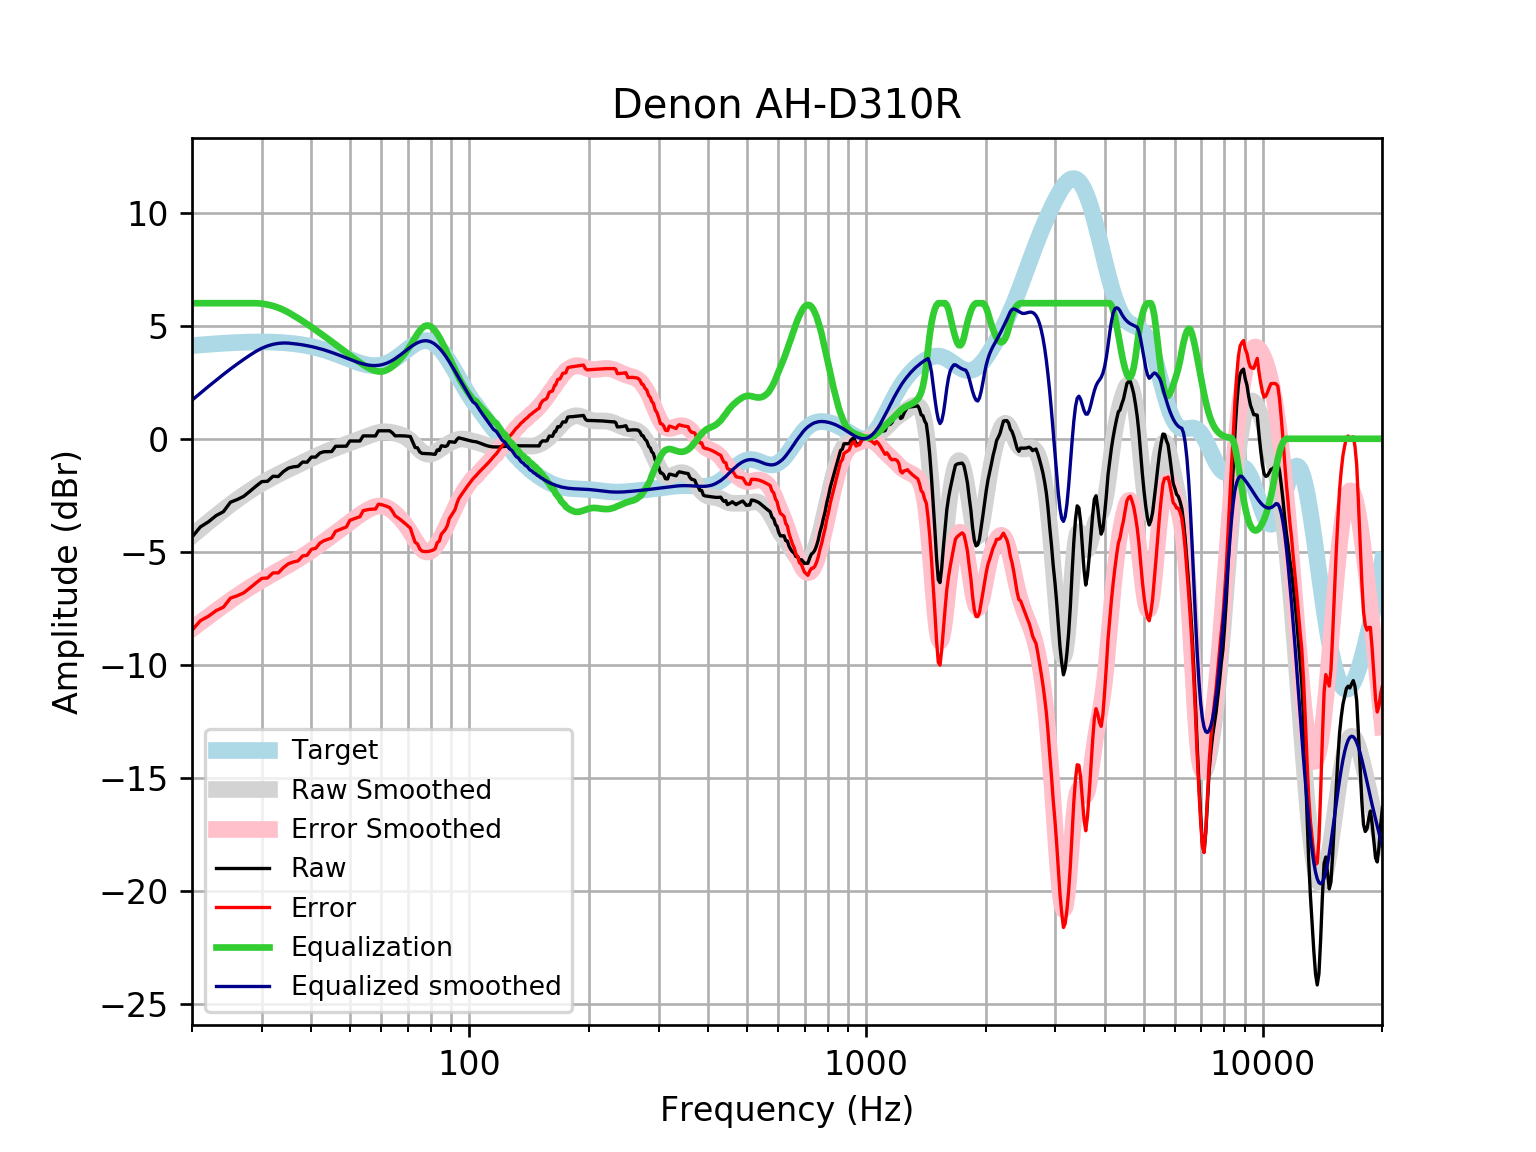 Denon AH-D310R
Amplitude (dBr)
10
5
0
−5
−10
−15
−20
−25
Target
Raw Smoothed
Error Smoothed
Raw
Error
Equalization
Equalized smoothed
100
1000
10000
Frequency (Hz)